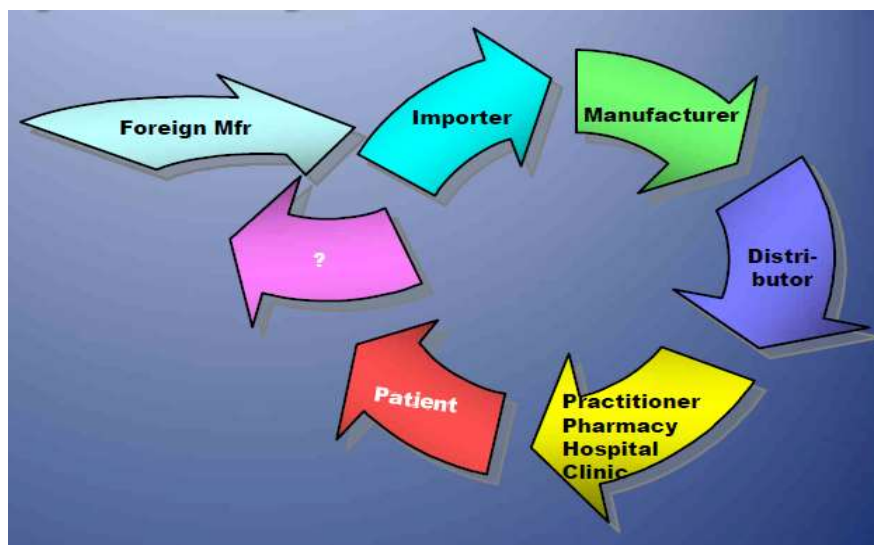 Foreign Mfr
Importer
Manufacturer
Distri-
butor
Practitioner
Pharmacy
Hospital
Clinic
Patient
?